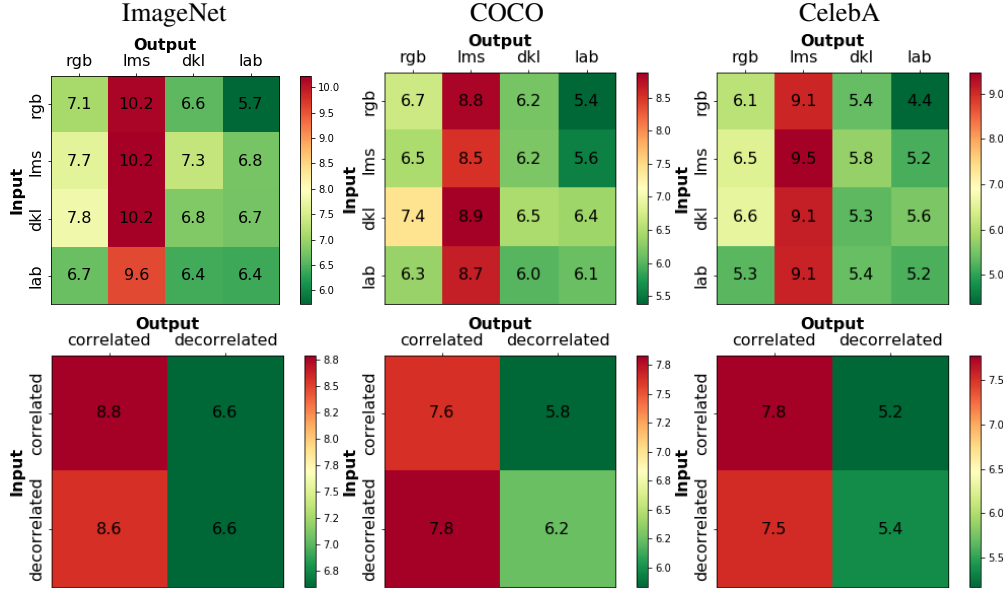 ImageNet COCO CelebA
Output Output Output
rgb lms dkl lab rgb lms dkl lab rgb lms dkl lab
Input rgb 7.1 10.2 6.6 5.7 10.0 9.5 9.0 8.5 8.0 7.5 7.0 6.5 6.0
lms 7.7 10.2 7.3 6.8
dkl 7.8 10.2 6.8 6.7
lab 6.7 9.6 6.4 6.4
Input rgb 6.7 8.8 6.2 5.4 8.5 8.0 7.5 7.0 6.5 6.0 5.5
lms 6.5 8.5 6.2 5.6
dkl 7.4 8.9 6.5 6.4
lab 6.3 8.7 6.0 6.1
Input rgb 6.1 9.1 5.4 4.4 9.0 8.0 7.0 6.0 5.0
lms 6.5 9.5 5.8 5.2
dkl 6.6 9.1 5.3 5.6
lab 5.3 9.1 5.4 5.2
Output Output Output
correlated decorrelated correlated decorrelated correlated decorrelated
Input correlated 8.8 6.6 8.8 8.5 8.2 8.0 7.8 7.5 7.2 7.0 6.8
decorrelated 8.6 6.6
Input correlated 7.6 5.8 7.8 7.5 7.2 7.0 6.8 6.5 6.2 6.0
decorrelated 7.8 6.2
Input correlated 7.8 5.2 7.5 7.0 6.5 6.0 5.5
decorrelated 7.5 5.4